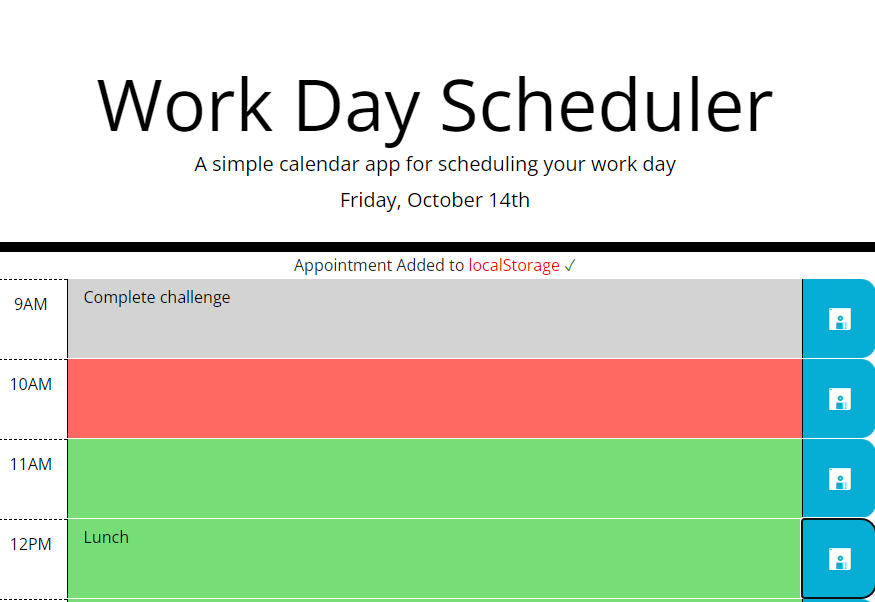 Work Day Scheduler
A simple calendar app for scheduling your work day
Friday, October 14th
Appointment Added to localStorage ✓
9AM Complete challenge
10AM
11AM
12PM Lunch